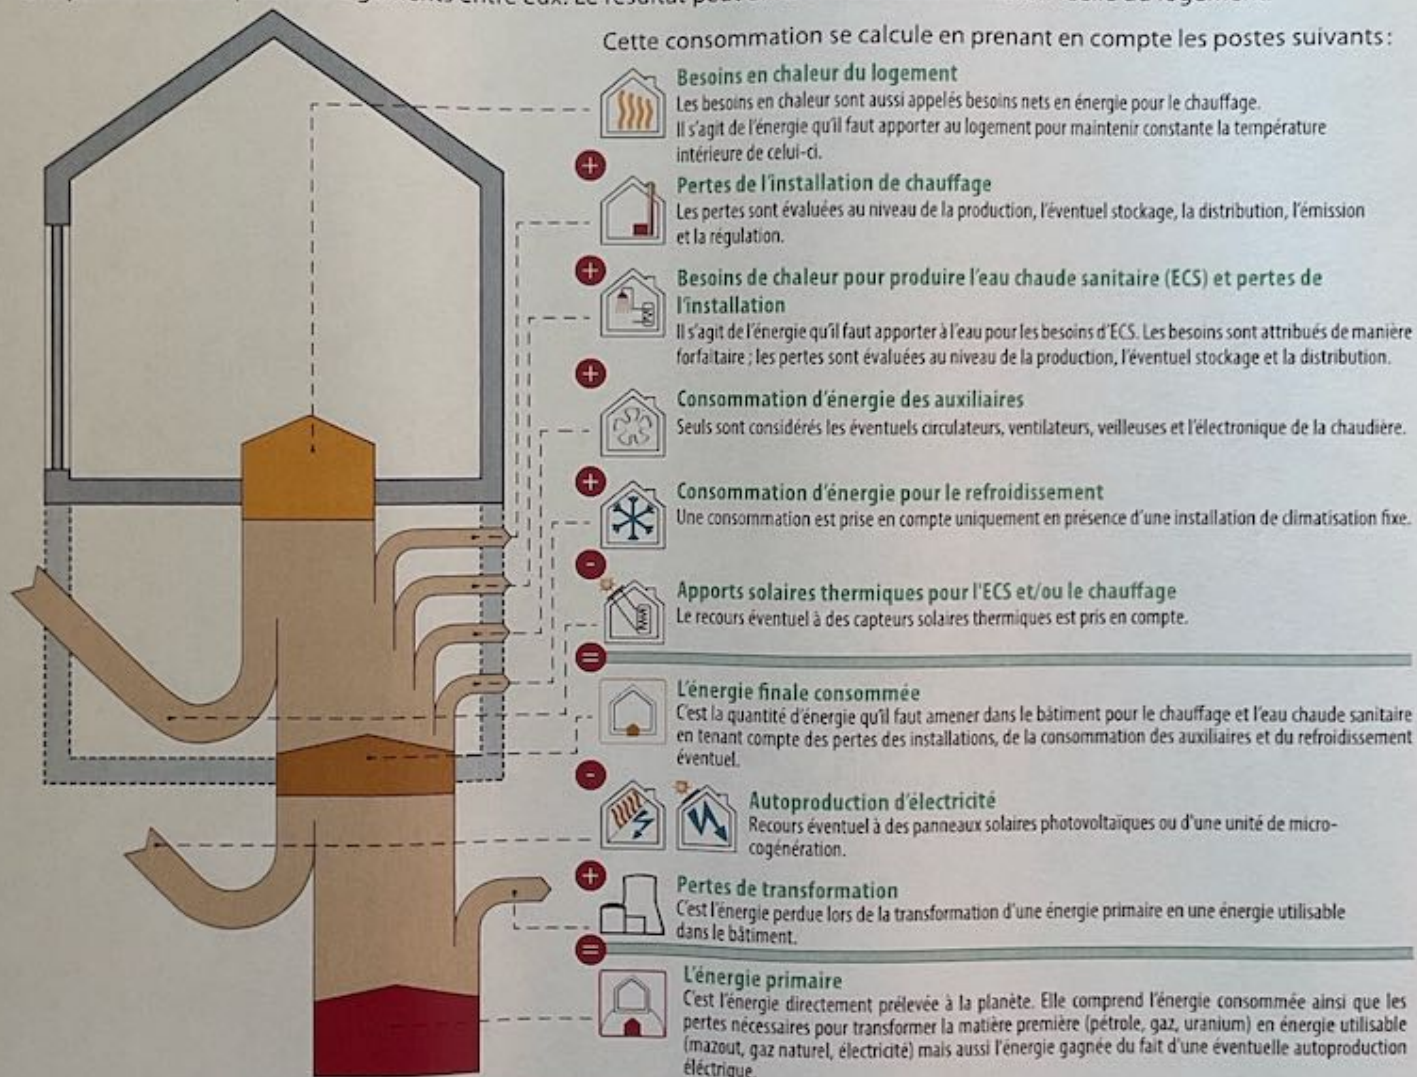 Cette consommation se calcule en prenant en compte les postes suivants :
Besoins en chaleur du logement
Les besoins en chaleur sont aussi appelés besoins nets en énergie pour le chauffage.
Il s'agit de l'énergie qu'il faut apporter au logement pour maintenir constante la température
intérieure de celui-ci.
+
Pertes de l'installation de chauffage
Les pertes sont évaluées au niveau de la production, l'éventuel stockage, la distribution, l'émission
et la régulation.
+
Besoins de chaleur pour produire l'eau chaude sanitaire (ECS) et pertes de
l'installation
Il s'agit de l'énergie qu'il faut apporter à l'eau pour les besoins d'ECS. Les besoins sont attribués de manière
forfaitaire ; les pertes sont évaluées au niveau de la production, l'éventuel stockage et la distribution.
+
Consommation d'énergie des auxiliaires
Seuls sont considérés les éventuels circulateurs, ventilateurs, veilleuses et l'électronique de la chaudière.
+
Consommation d'énergie pour le refroidissement
Une consommation est prise en compte uniquement en présence d'une installation de climatisation fixe.
-
Apports solaires thermiques pour l'ECS et/ou le chauffage
Le recours éventuel à des capteurs solaires thermiques est pris en compte.
=
L'énergie finale consommée
C'est la quantité d'énergie qu'il faut amener dans le bâtiment pour le chauffage et l'eau chaude sanitaire
en tenant compte des pertes des installations, de la consommation des auxiliaires et du refroidissement
éventuel.
-
Autoproduction d'électricité
Recours éventuel à des panneaux solaires photovoltaïques ou d'une unité de micro-
cogénération.
+
Pertes de transformation
C'est l'énergie perdue lors de la transformation d'une énergie primaire en une énergie utilisable
dans le bâtiment.
=
L'énergie primaire
C'est l'énergie directement prélevée à la planète. Elle comprend l'énergie consommée ainsi que les
pertes nécessaires pour transformer la matière première (pétrole, gaz, uranium) en énergie utilisable
(mazout, gaz naturel, électricité) mais aussi l'énergie gagnée du fait d'une éventuelle autoproduction
éléctrique